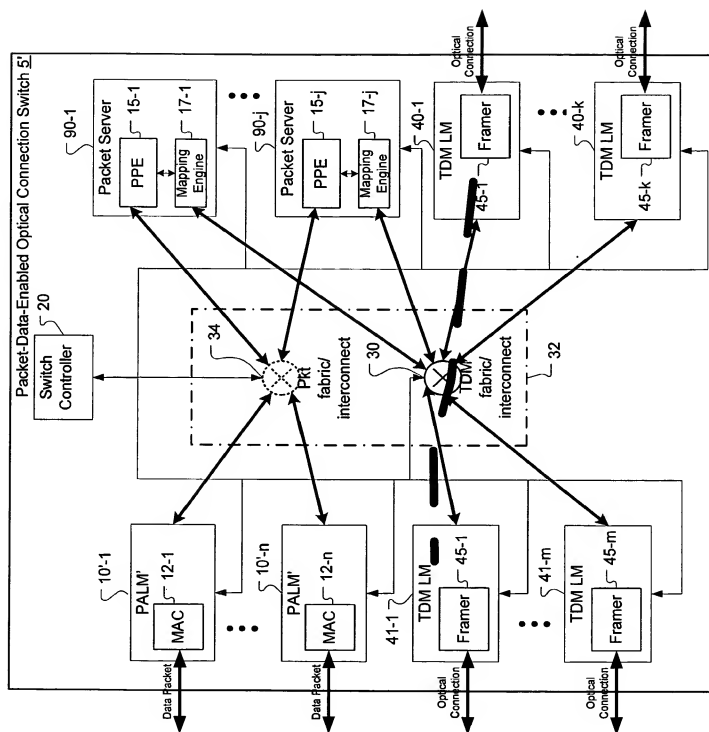 Packet-Data-Enabled Optical Connection Switch 5'
20
Switch
Controller
90-1
Packet Server
15-1
PPE
17-1
Mapping
Engine
90-j
Packet Server
15-j
PPE
17-j
Mapping
Engine
40-1
TDM LM
Framer
45-1
Optical
Connection
40-k
TDM LM
Framer
45-k
Optical
Connection
34
Pkt
fabric/
interconnect
30
TDM
fabric/
interconnect
32
10'-1
PALM'
12-1
MAC
Data Packet
10'-n
PALM'
12-n
MAC
Data Packet
41-1
TDM LM
45-1
Framer
Optical
Connection
41-m
TDM LM
45-m
Framer
Optical
Connection